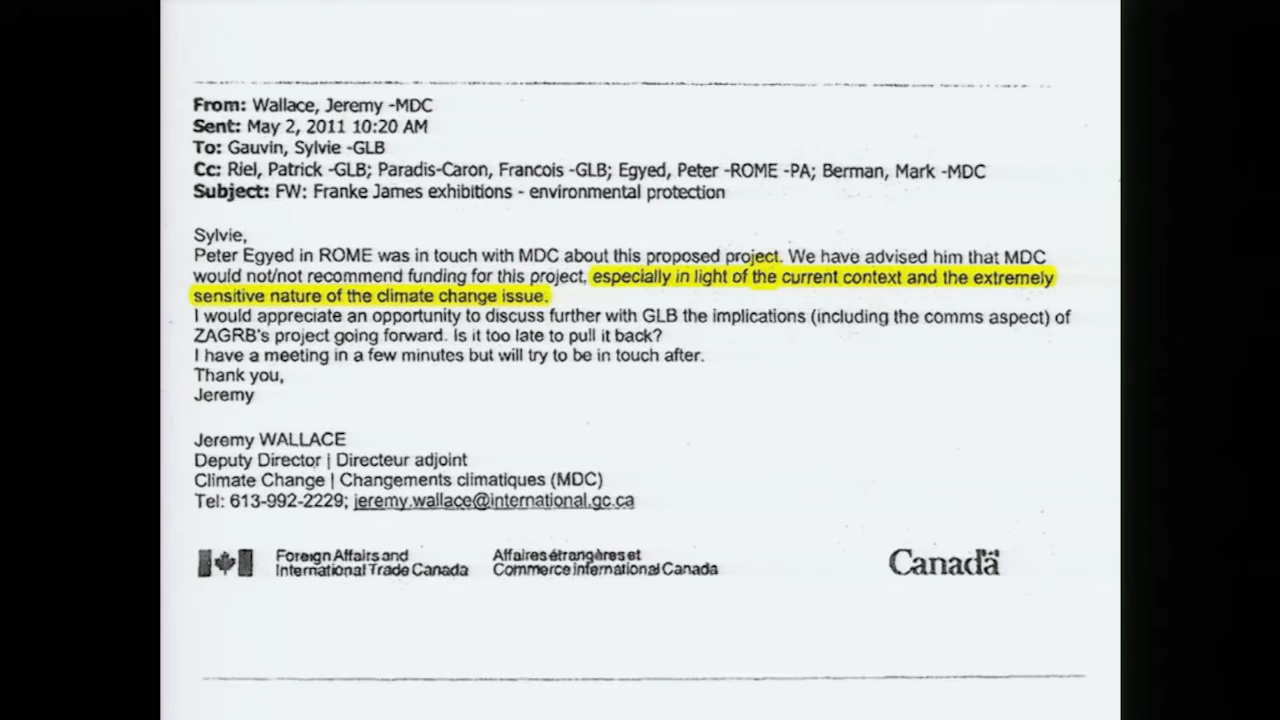 From: Wallace, Jeremy -MDC
Sent: May 2, 2011 10:20 AM
To: Gauvin, Sylvie -GLB
Cc: Riel, Patrick -GLB; Paradis-Caron, Francois -GLB; Egyed, Peter -ROME -PA; Berman, Mark -MDC
Subject: FW: Franke James exhibitions - environmental protection
Sylvie,
Peter Egyed in ROME was in touch with MDC about this proposed project. We have advised him that MDC
would not/not recommend funding for this project, especially in light of the current context and the extremely
sensitive nature of the climate change issue.
I would appreciate an opportunity to discuss further with GLB the implications (including the comms aspect) of
ZAGRB's project going forward. Is it too late to pull it back?
I have a meeting in a few minutes but will try to be in touch after.
Thank you,
Jeremy
Jeremy WALLACE
Deputy Director | Directeur adjoint
Climate Change | Changements climatiques (MDC)
Tel: 613-992-2229; jeremy.wallace@international.gc.ca
Foreign Affairs and Affaires étrangères et
International Trade Canada Commerce international Canada
Canada